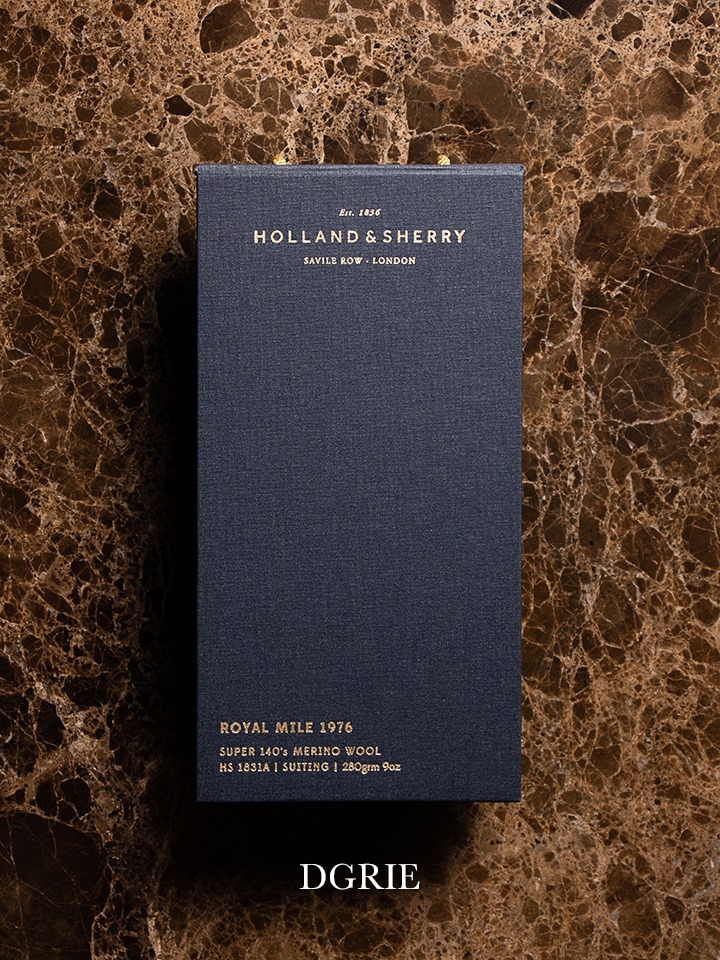 Est. 1836
HOLLAND & SHERRY
SAVILE ROW · LONDON
ROYAL MILE 1976
SUPER 140's MERINO WOOL
HS 1831A | SUITING | 280grm 9oz
DGRIE